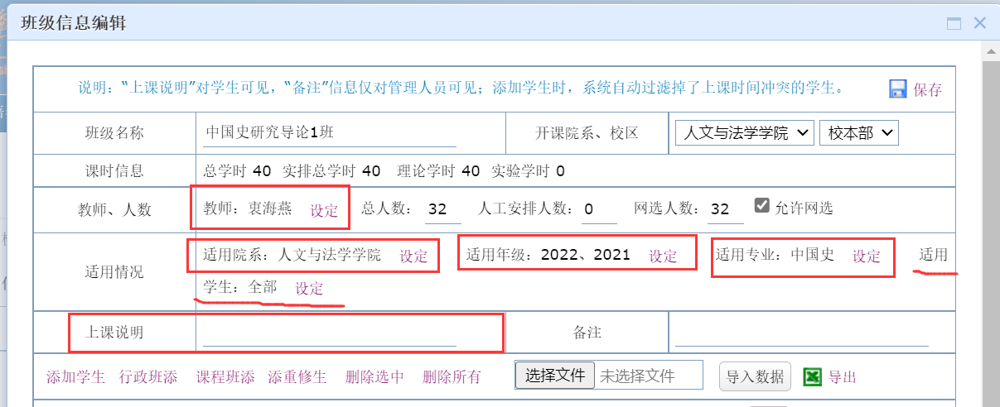 班级信息编辑
说明：“上课说明”对学生可见，“备注”信息仅对管理人员可见；添加学生时，系统自动过滤掉了上课时间冲突的学生。 保存
班级名称 中国史研究导论1班 开课院系、校区 人文与法学学院 校本部
课时信息 总学时 40 实排总学时 40 理论学时 40 实验学时 0
教师、人数 教师：衷海燕 设定 总人数： 32 人工安排人数： 0 网选人数： 32 允许网选
适用情况 适用院系：人文与法学学院 设定 适用年级：2022、2021 设定 适用专业：中国史 设定 适用
学生：全部 设定
上课说明 备注
添加学生 行政班添 课程班添 添重修生 删除选中 删除所有 选择文件 未选择文件 导入数据 导出